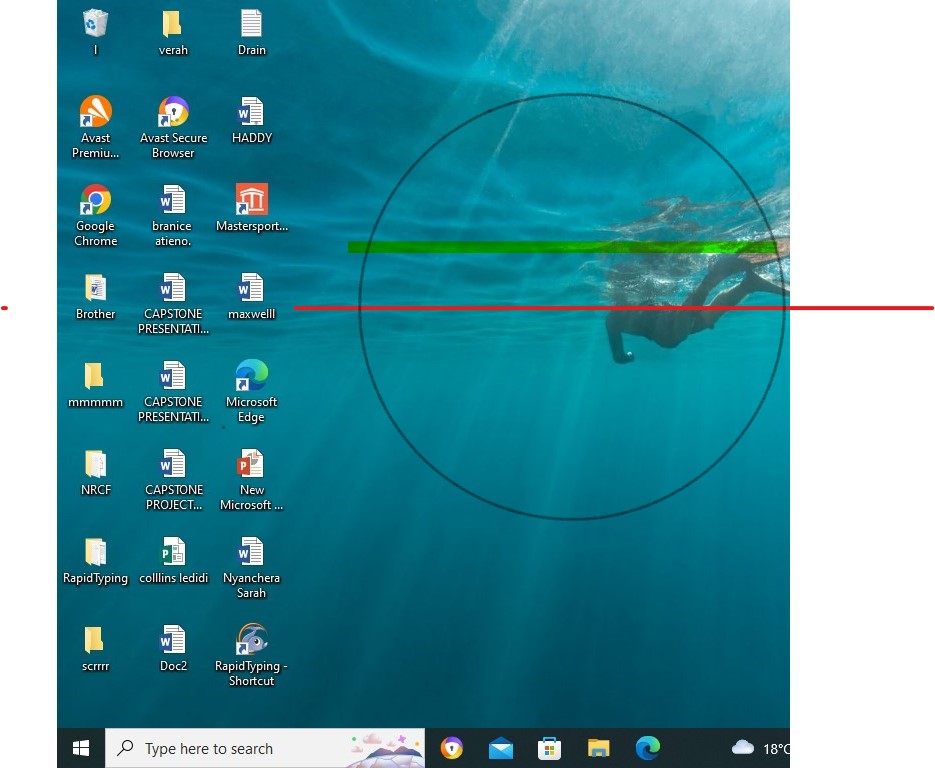 l
verah
Drain
Avast
Premiu...
Avast Secure
Browser
HADDY
Google
Chrome
branice
atieno.
Mastersport...
Brother
CAPSTONE
PRESENTATI...
maxwelll
mmmmm
CAPSTONE
PRESENTATI...
Microsoft
Edge
NRCF
CAPSTONE
PROJECT...
New
Microsoft ...
RapidTyping
colllins ledidi
Nyanchera
Sarah
scrrrr
Doc2
RapidTyping -
Shortcut
Type here to search
18°C